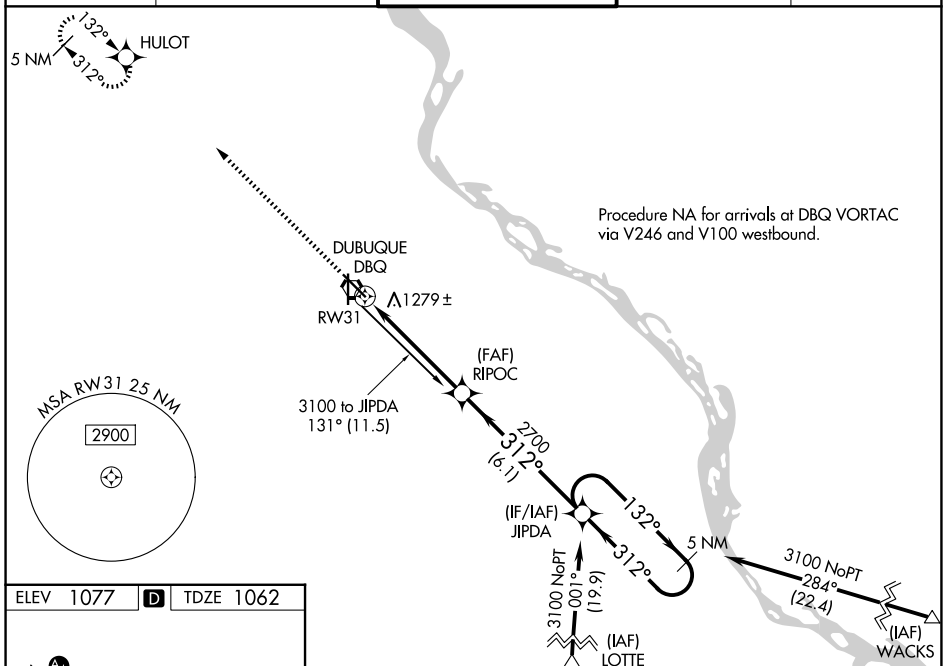 132°
HULOT
5 NM
312°
Procedure NA for arrivals at DBQ VORTAC
via V246 and V100 westbound.
DUBUQUE
DBQ
1279 ±
RW31
(FAF)
RIPOC
3100 to JIPDA
131° (11.5)
MSA RW31 25 NM
2900
2700
312°
(6.1)
(IF/IAF)
JIPDA
132°
312°
5 NM
3100 NoPT
284°
(22.4)
(IAF)
WACKS
3100 NoPT
001°
(19.9)
(IAF)
LOTTE
ELEV 1077 D TDZE 1062